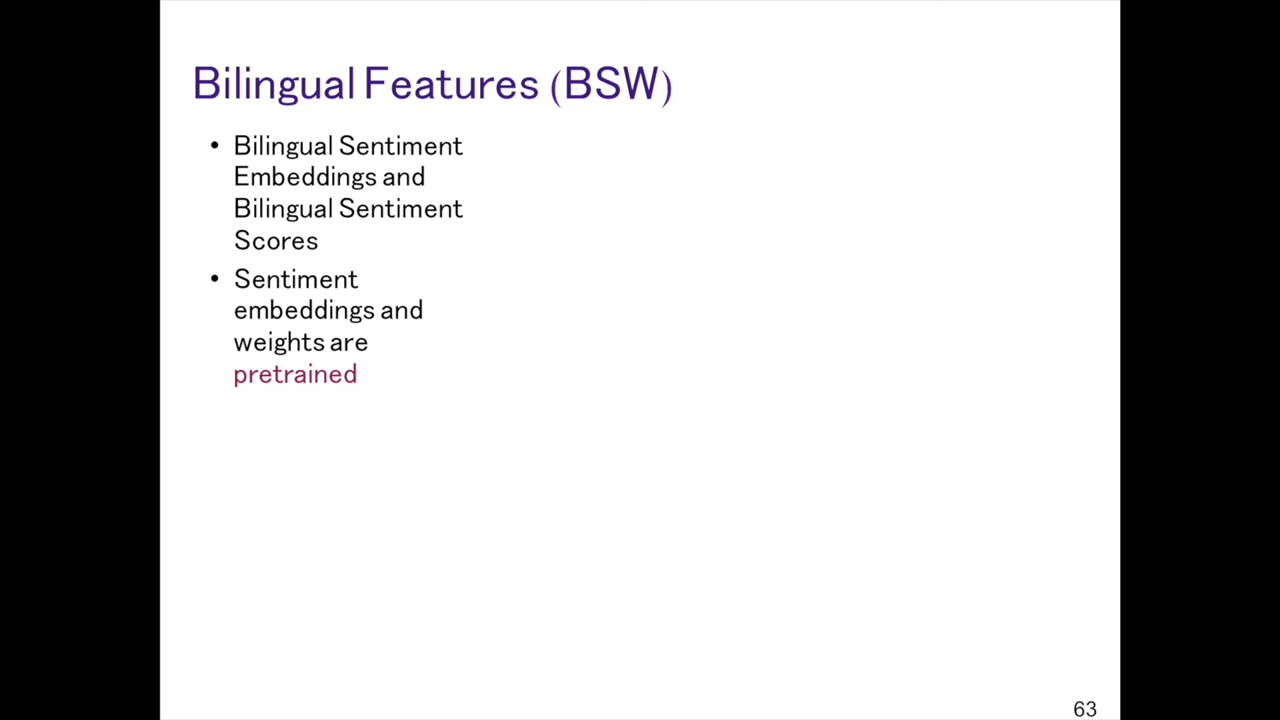 Bilingual Features (BSW)
• Bilingual Sentiment
Embeddings and
Bilingual Sentiment
Scores
• Sentiment
embeddings and
weights are
pretrained
63